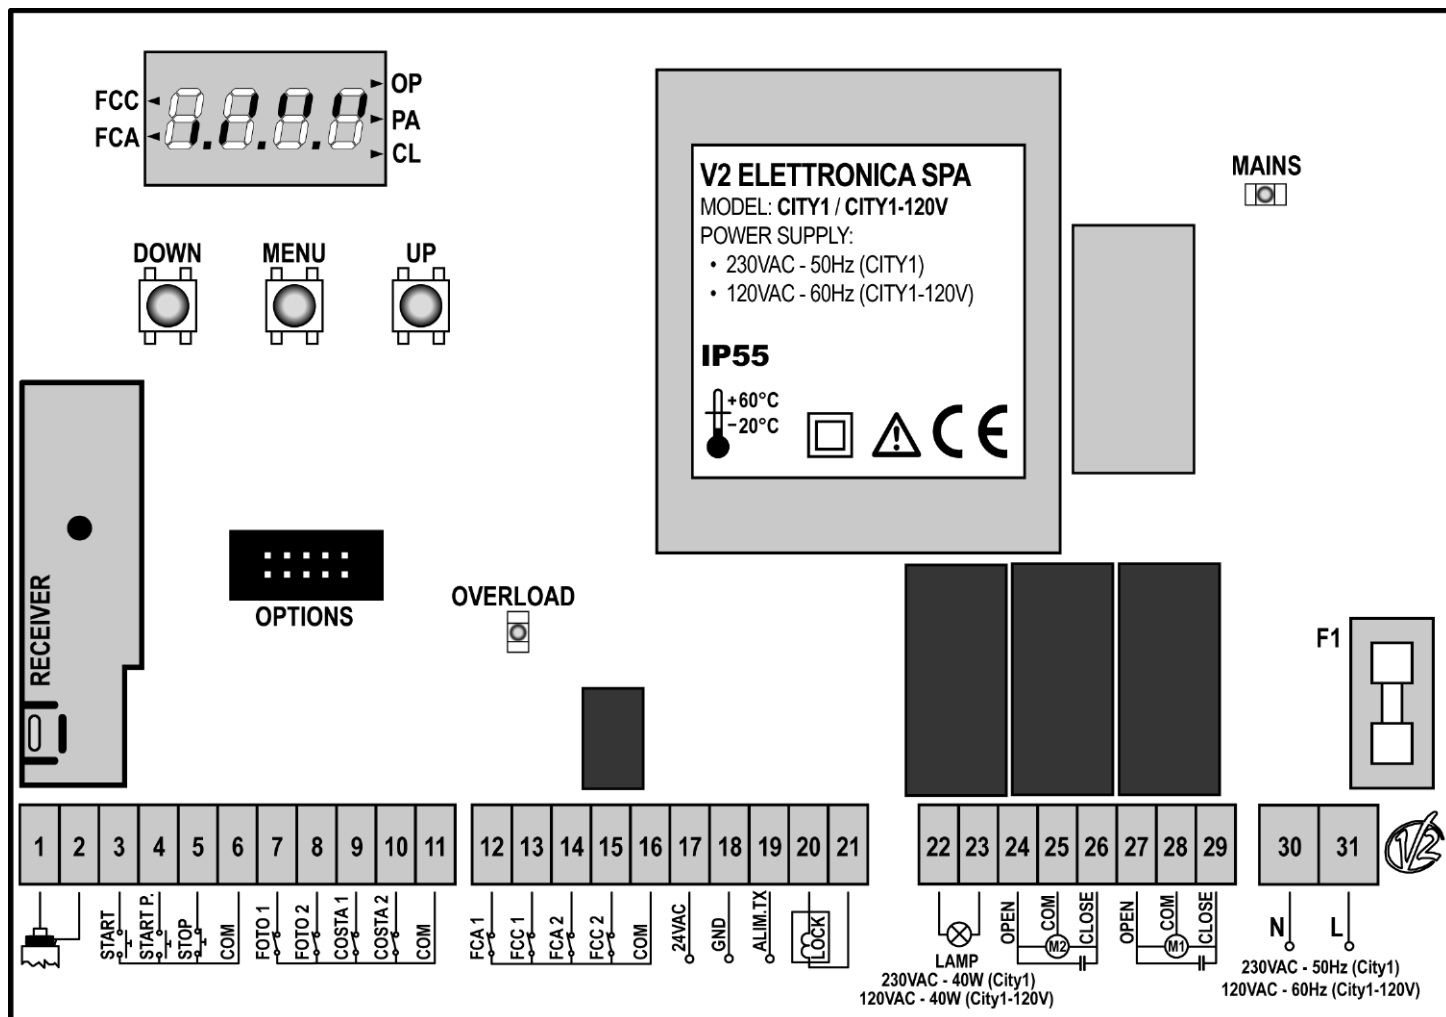 FCC
FCA
OP
PA
CL
DOWN
MENU
UP
V2 ELETTRONICA SPA
MODEL: CITY1 / CITY1-120V
POWER SUPPLY:
• 230VAC - 50Hz (CITY1)
• 120VAC - 60Hz (CITY1-120V)
IP55
+60°C
-20°C
CE
MAINS
RECEIVER
OPTIONS
OVERLOAD
F1
1 2 3 4 5 6 7 8 9 10 11
12 13 14 15 16 17 18 19 20 21
22 23 24 25 26 27 28 29
30 31
V2
START
START P.
STOP
COM
FOTO 1
FOTO 2
COSTA 1
COSTA 2
COM
FCA 1
FCC 1
FCA 2
FCC 2
COM
24VAC
GND
ALIM.TX
LOCK
LAMP
230VAC - 40W (City1)
120VAC - 40W (City1-120V)
OPEN
COM
CLOSE
M2
OPEN
COM
CLOSE
M1
N
L
230VAC - 50Hz (City1)
120VAC - 60Hz (City1-120V)